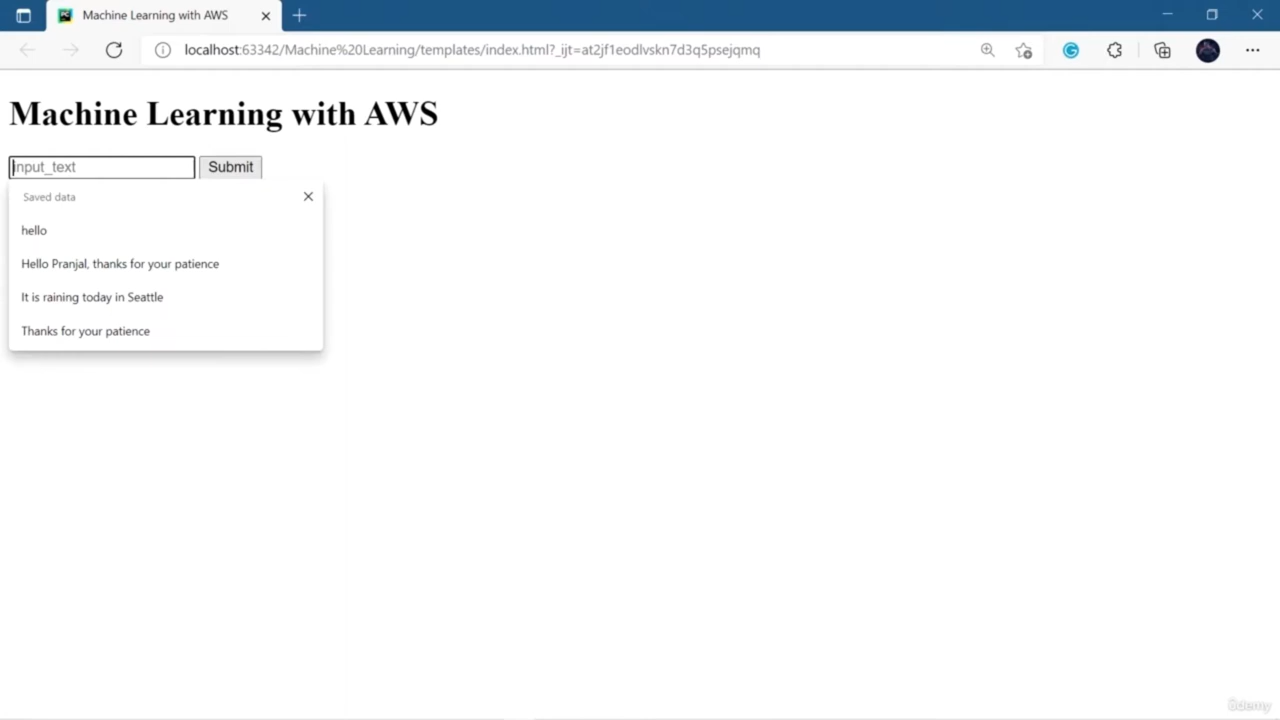 Machine Learning with AWS
localhost:63342/Machine%20Learning/templates/index.html?_ijt=at2jf1eodlvskn7d3q5psejqmq
Machine Learning with AWS
input_text Submit
Saved data
hello
Hello Pranjal, thanks for your patience
It is raining today in Seattle
Thanks for your patience
Udemy